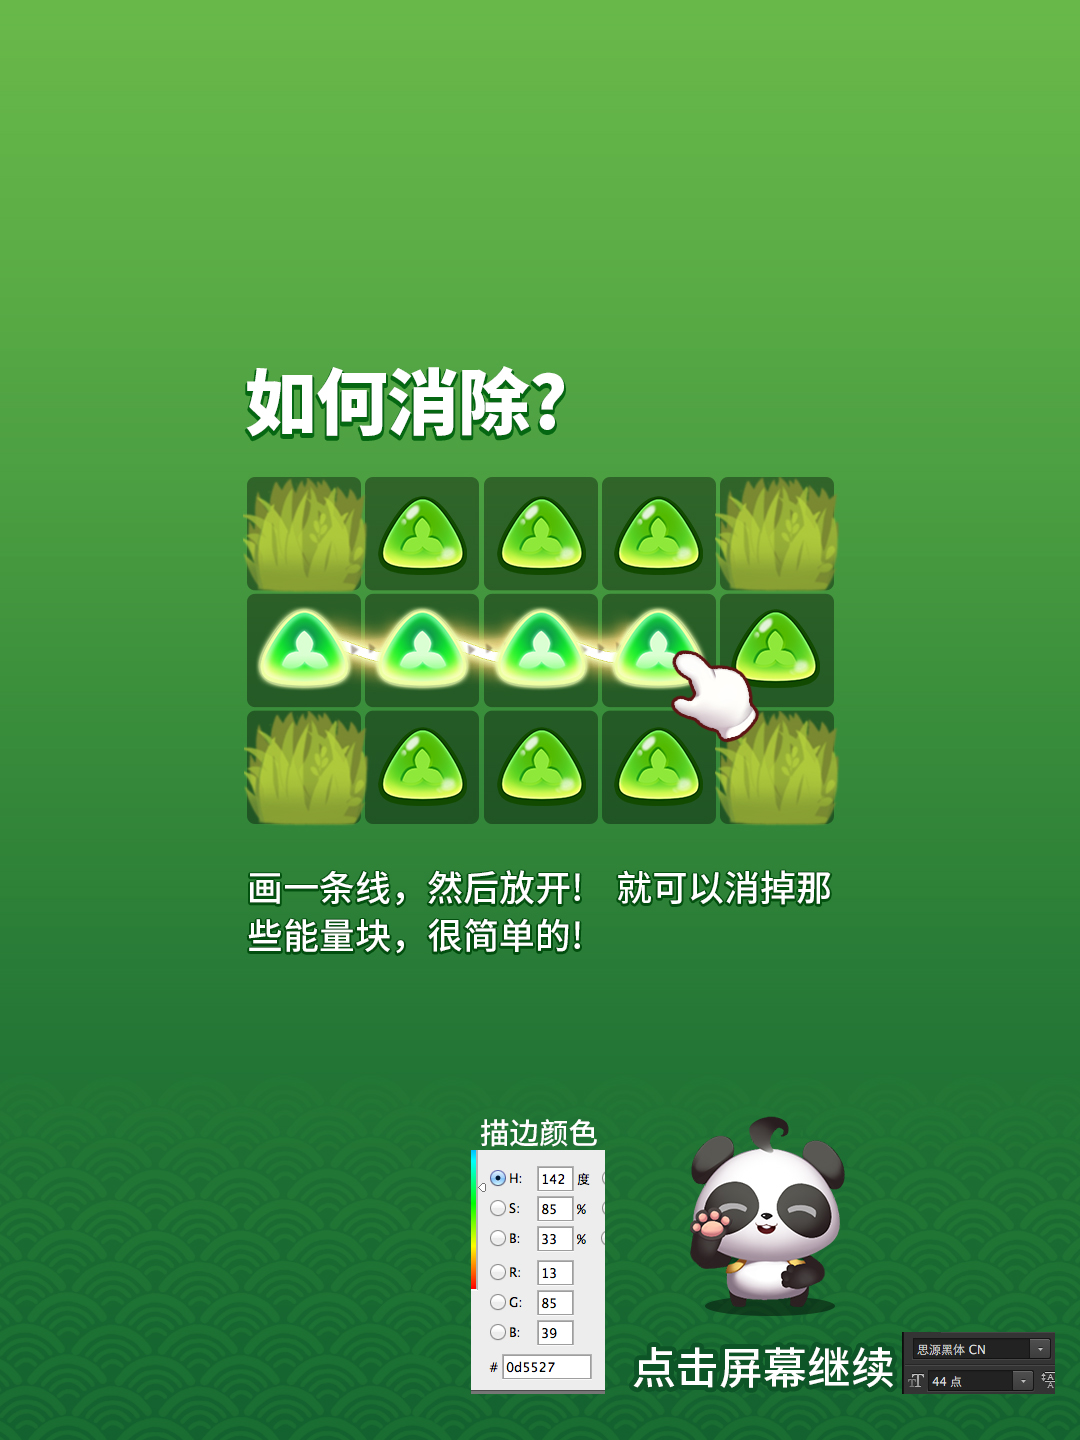 如何消除?
画一条线，然后放开! 就可以消掉那
些能量块，很简单的!
描边颜色
H: 142 度
S: 85 %
B: 33 %
R: 13
G: 85
B: 39
# 0d5527
点击屏幕继续
思源黑体 CN
44 点